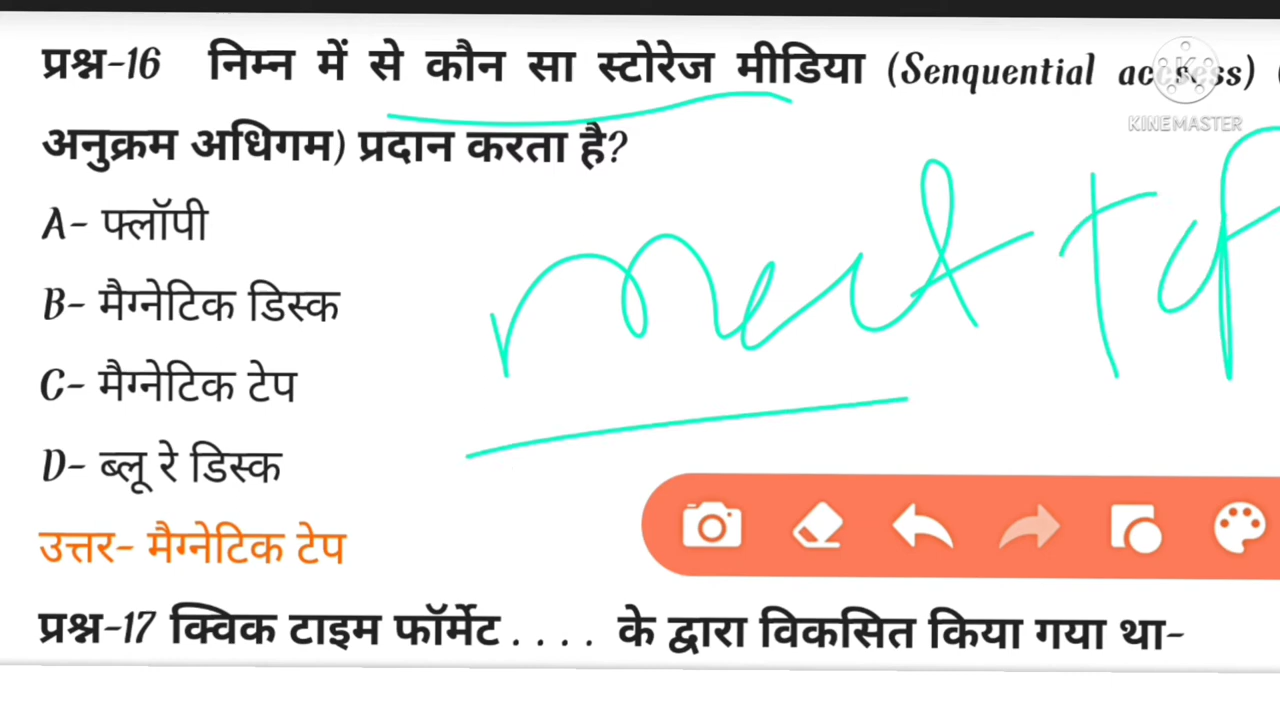 प्रश्न-16 निम्न में से कौन सा स्टोरेज मीडिया (Senquential access) (
अनुक्रम अधिगम) प्रदान करता है?
KINEMASTER
A- फ्लॉपी
B- मैग्नेटिक डिस्क
C- मैग्नेटिक टेप
D- ब्लू रे डिस्क
उत्तर- मैग्नेटिक टेप
प्रश्न-17 क्विक टाइम फॉर्मेट . . . . के द्वारा विकसित किया गया था-